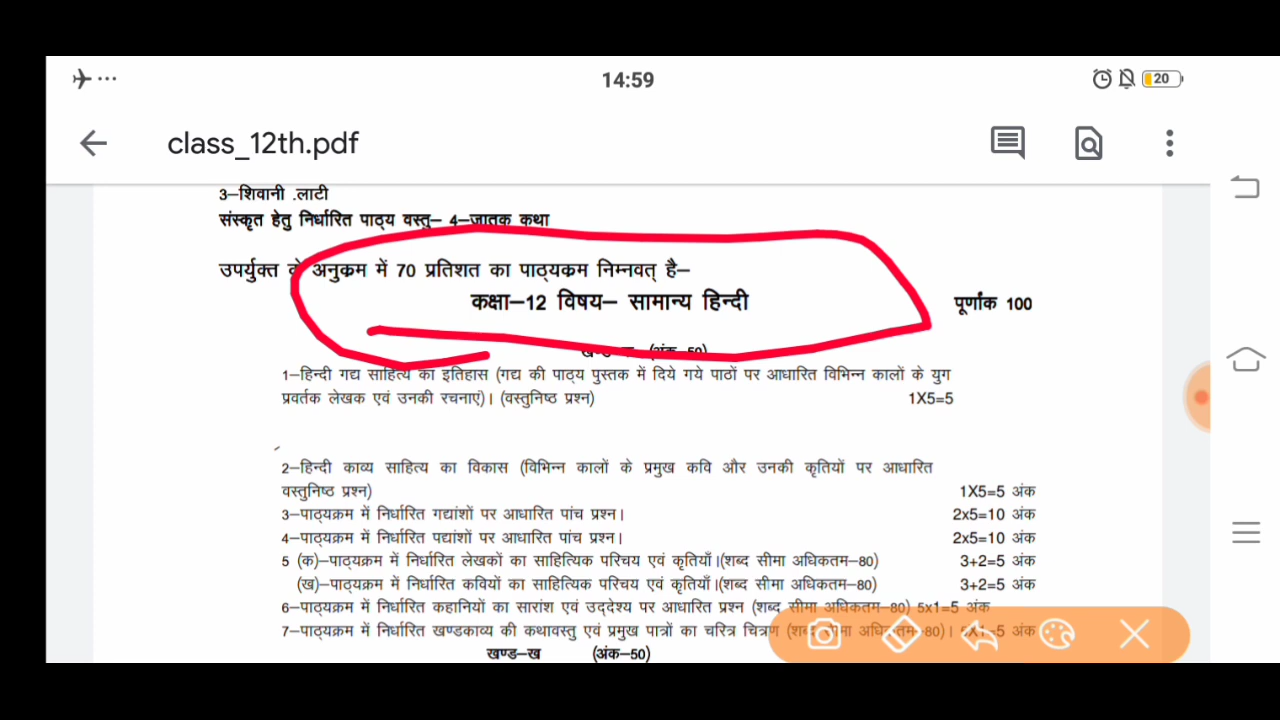 14:59
20
class_12th.pdf
3–शिवानी .लाटी
संस्कृत हेतु निर्धारित पाठ्य वस्तु– 4–जातक कथा
उपर्युक्त के अनुक्रम में 70 प्रतिशत का पाठ्यक्रम निम्नवत् है–
कक्षा–12 विषय– सामान्य हिन्दी
पूर्णांक 100
(अंक–50)
1–हिन्दी गद्य साहित्य का इतिहास (गद्य की पाठ्य पुस्तक में दिये गये पाठों पर आधारित विभिन्न कालों के युग
प्रवर्तक लेखक एवं उनकी रचनाएं)। (वस्तुनिष्ठ प्रश्न) 1X5=5
2–हिन्दी काव्य साहित्य का विकास (विभिन्न कालों के प्रमुख कवि और उनकी कृतियों पर आधारित
वस्तुनिष्ठ प्रश्न) 1X5=5 अंक
3–पाठ्यक्रम में निर्धारित गद्यांशों पर आधारित पांच प्रश्न। 2x5=10 अंक
4–पाठ्यक्रम में निर्धारित पद्यांशों पर आधारित पांच प्रश्न। 2x5=10 अंक
5 (क)–पाठ्यक्रम में निर्धारित लेखकों का साहित्यिक परिचय एवं कृतियाँ।(शब्द सीमा अधिकतम–80) 3+2=5 अंक
(ख)–पाठ्यक्रम में निर्धारित कवियों का साहित्यिक परिचय एवं कृतियाँ।(शब्द सीमा अधिकतम–80) 3+2=5 अंक
6–पाठ्यक्रम में निर्धारित कहानियों का सारांश एवं उद्देश्य पर आधारित प्रश्न (शब्द सीमा अधिकतम–80) 5x1=5 अंक
7–पाठ्यक्रम में निर्धारित खण्डकाव्य की कथावस्तु एवं प्रमुख पात्रों का चरित्र चित्रण (शब्द सीमा अधिकतम–80)। 5X1=5 अंक
खण्ड–ख (अंक–50)